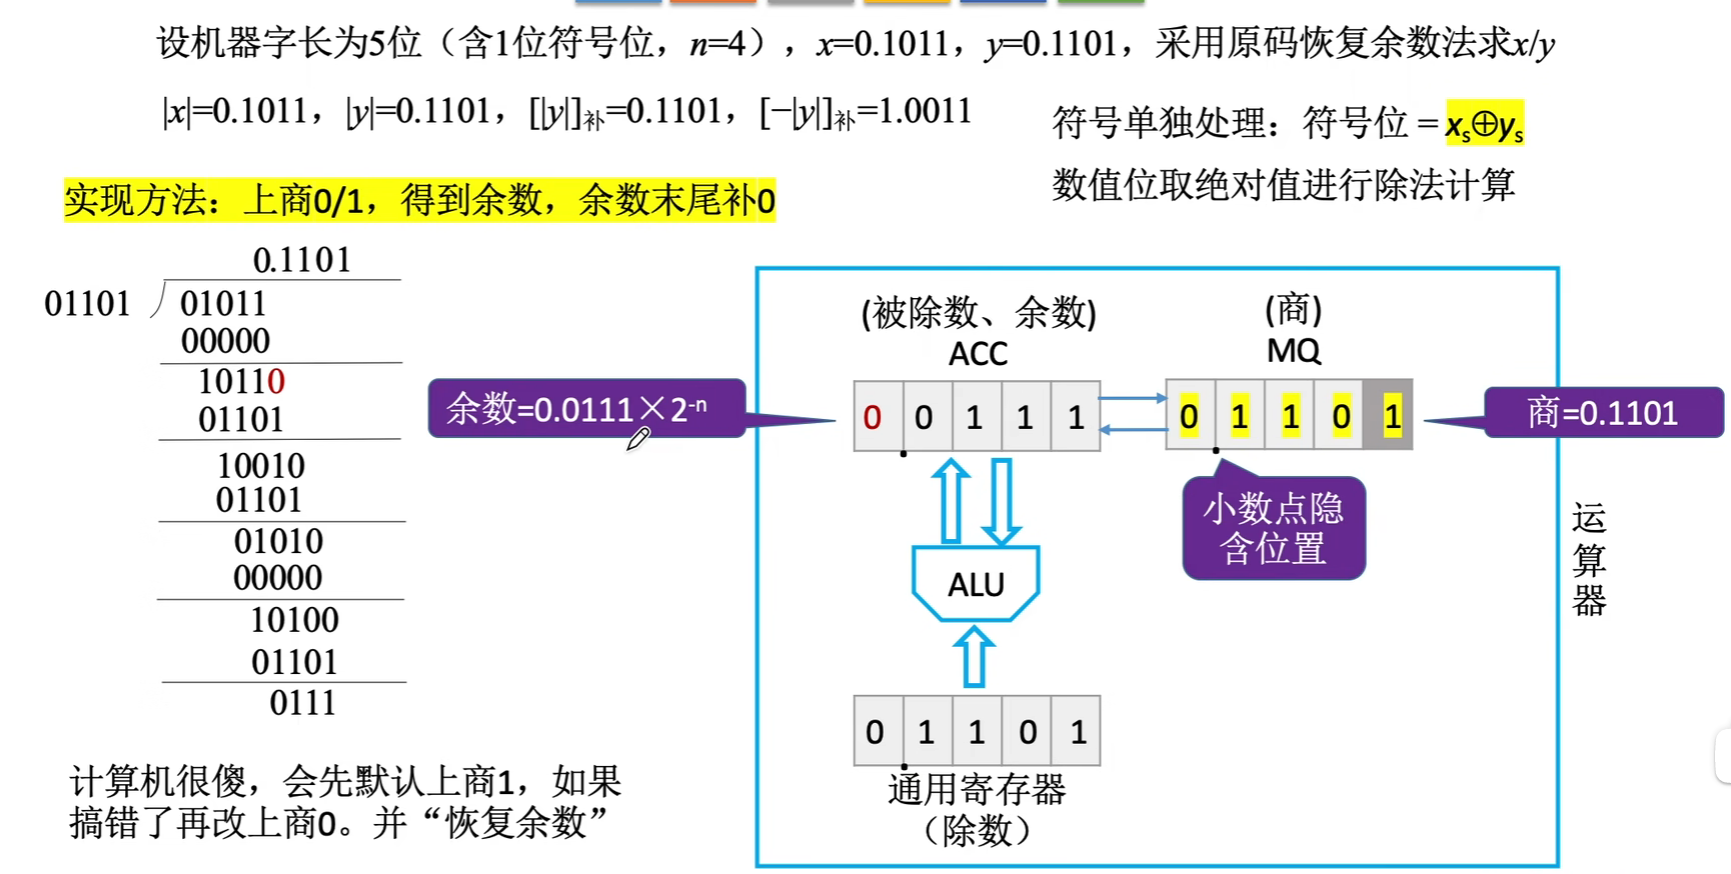 设机器字长为5位（含1位符号位，n=4），x=0.1011，y=0.1101，采用原码恢复余数法求x/y
|x|=0.1011，|y|=0.1101，[|y|]补=0.1101，[−|y|]补=1.0011
符号单独处理：符号位 = xs⊕ys
数值位取绝对值进行除法计算
实现方法：上商0/1，得到余数，余数末尾补0
0.1101
01101 01011
00000
10110
01101
10010
01101
01010
00000
10100
01101
0111
计算机很傻，会先默认上商1，如果
搞错了再改上商0。并“恢复余数”
余数=0.0111×2⁻ⁿ
(被除数、余数)
ACC
0 0 1 1 1
(商)
MQ
0 1 1 0 1
商=0.1101
小数点隐
含位置
ALU
0 1 1 0 1
通用寄存器
（除数）
运
算
器